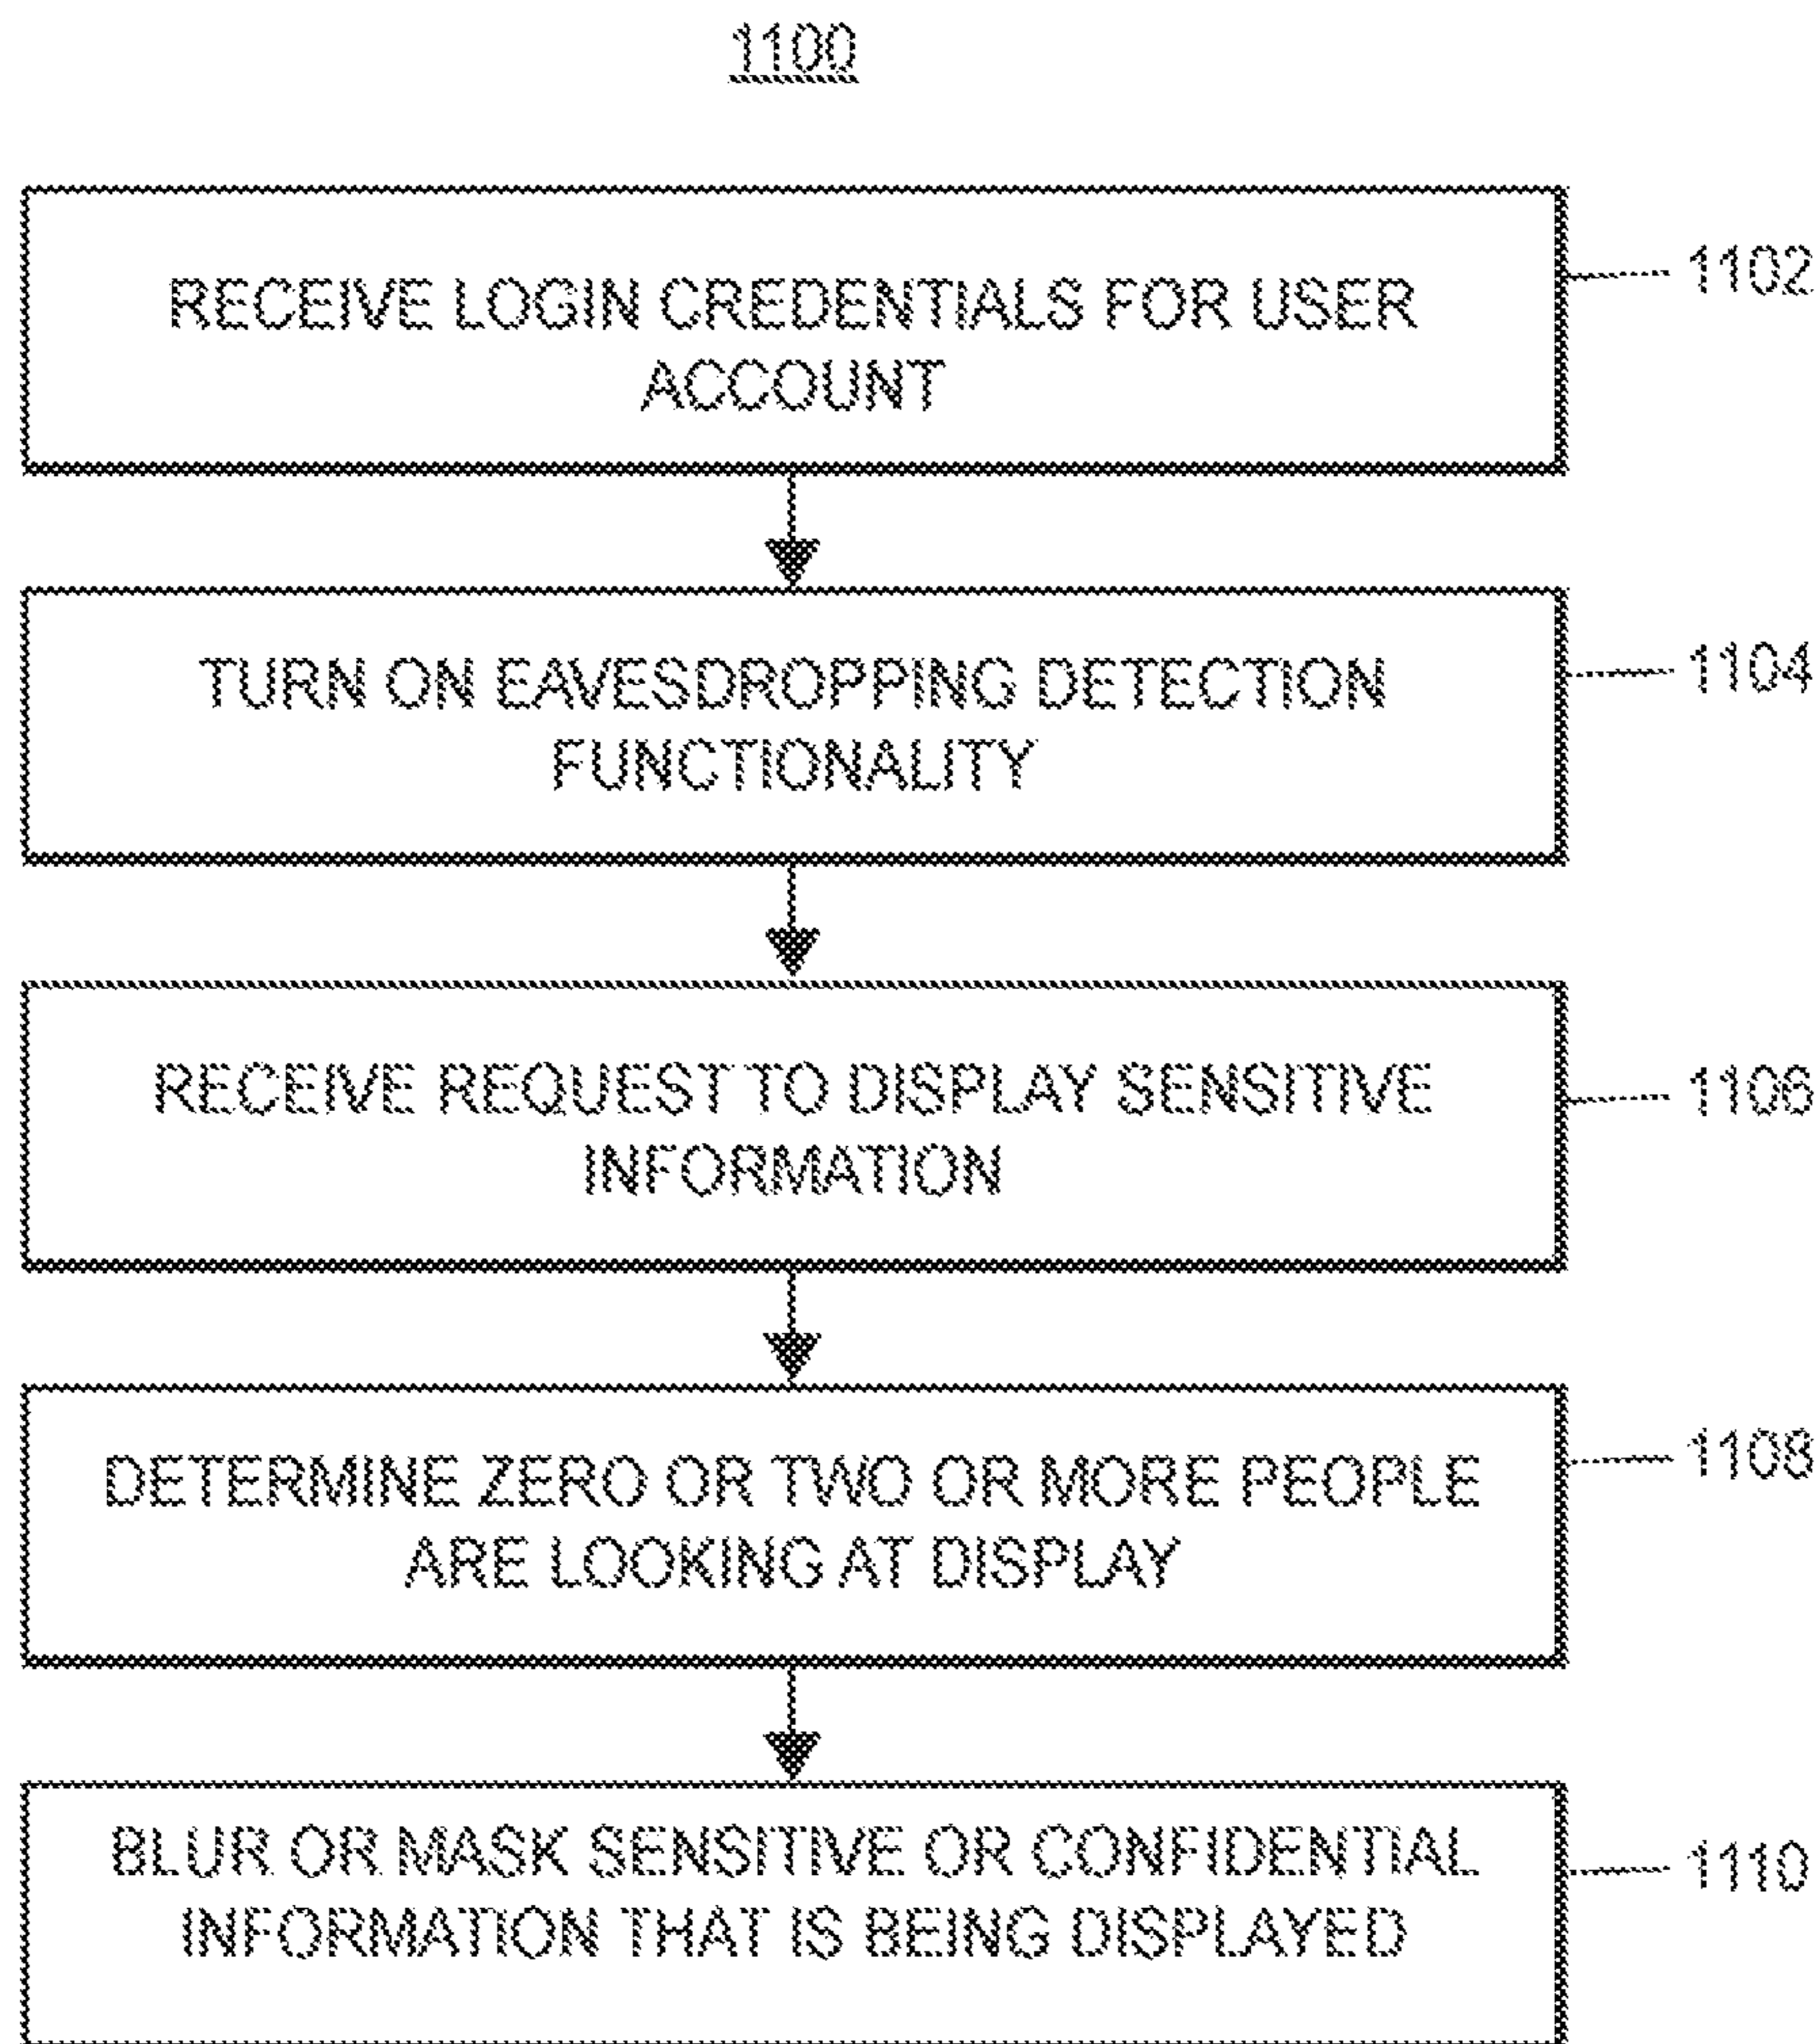 1100
RECEIVE LOGIN CREDENTIALS FOR USER
ACCOUNT
1102
TURN ON EAVESDROPPING DETECTION
FUNCTIONALITY
1104
RECEIVE REQUEST TO DISPLAY SENSITIVE
INFORMATION
1106
DETERMINE ZERO OR TWO OR MORE PEOPLE
ARE LOOKING AT DISPLAY
1108
BLUR OR MASK SENSITIVE OR CONFIDENTIAL
INFORMATION THAT IS BEING DISPLAYED
1110